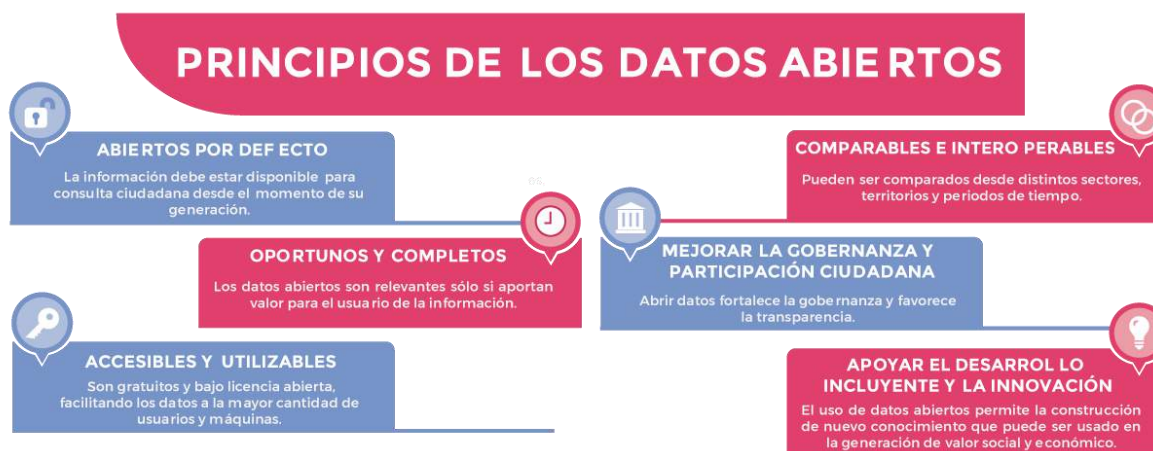 PRINCIPIOS DE LOS DATOS ABIERTOS
ABIERTOS POR DEFECTO
La información debe estar disponible para
consulta ciudadana desde el momento de su
generación.
OPORTUNOS Y COMPLETOS
Los datos abiertos son relevantes sólo si aportan
valor para el usuario de la información.
ACCESIBLES Y UTILIZABLES
Son gratuitos y bajo licencia abierta,
facilitando los datos a la mayor cantidad de
usuarios y máquinas.
COMPARABLES E INTERO PERABLES
Pueden ser comparados desde distintos sectores,
territorios y periodos de tiempo.
MEJORAR LA GOBERNANZA Y
PARTICIPACIÓN CIUDADANA
Abrir datos fortalece la gobernanza y favorece
la transparencia.
APOYAR EL DESARROL LO
INCLUYENTE Y LA INNOVACIÓN
El uso de datos abiertos permite la construcción
de nuevo conocimiento que puede ser usado en
la generación de valor social y económico.